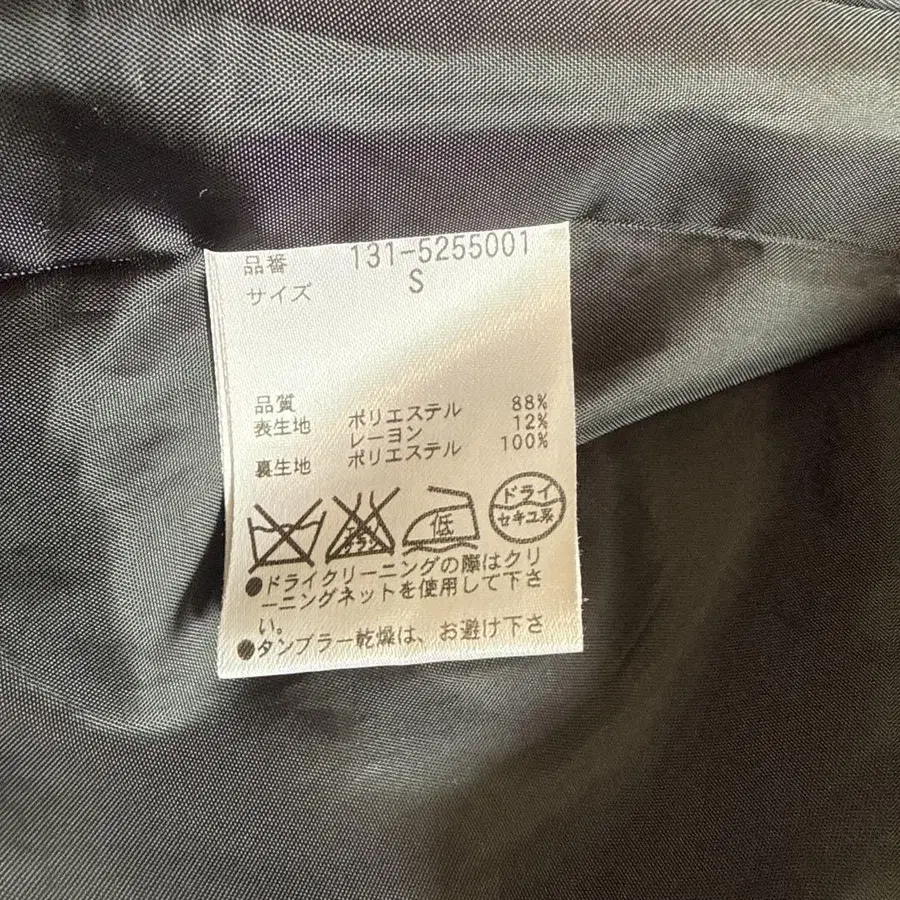 品番 131-5255001
サイズ S
品質
表生地 ポリエステル 88%
レーヨン 12%
裏生地 ポリエステル 100%
低 ドライ
セキユ系
●ドライクリーニングの際はクリ
ーニングネットを使用して下さ
い。
●タンブラー乾燥は、お避け下さ